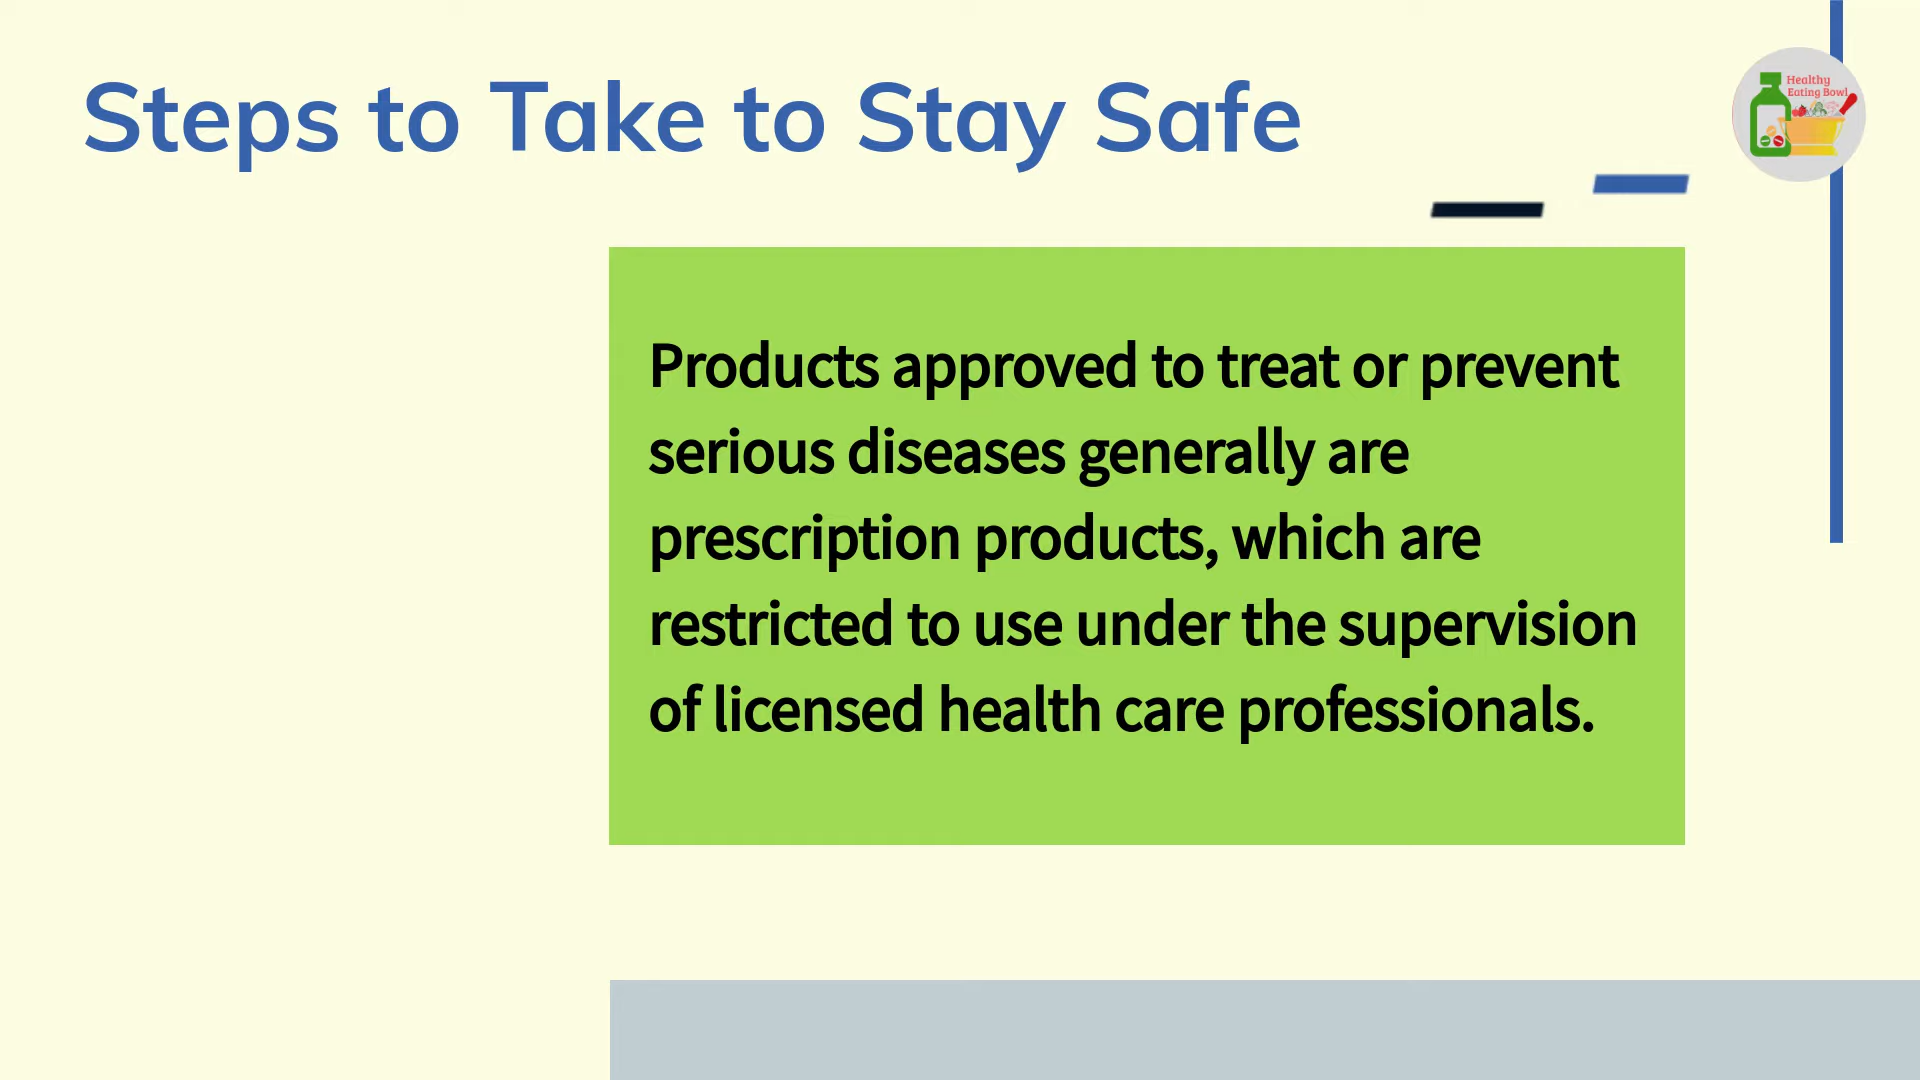 Steps to Take to Stay Safe
Healthy
Eating Bowl
Products approved to treat or prevent
serious diseases generally are
prescription products, which are
restricted to use under the supervision
of licensed health care professionals.